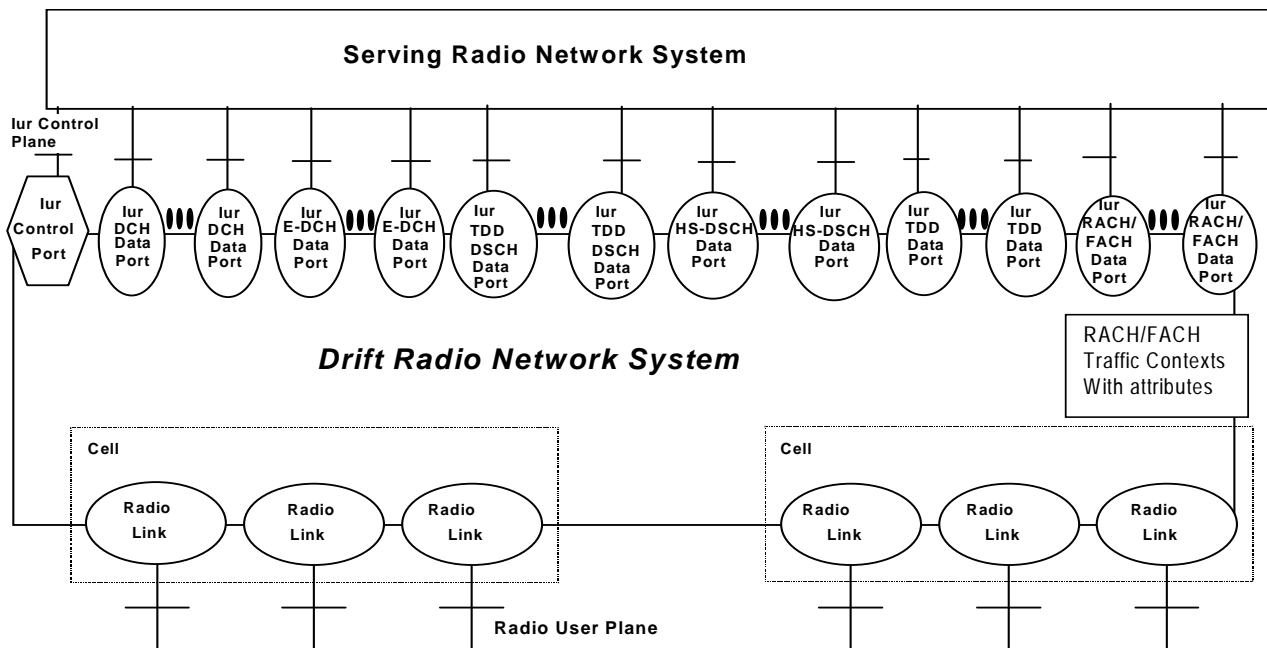 Serving Radio Network System
Iur Control
Plane
Iur
Control
Port
Iur
DCH
Data
Port
Iur
DCH
Data
Port
Iur
E-DCH
Data
Port
Iur
E-DCH
Data
Port
Iur
TDD
DSCH
Data
Port
Iur
TDD
DSCH
Data
Port
Iur
HS-DSCH
Data
Port
Iur
HS-DSCH
Data
Port
Iur
TDD
Data
Port
Iur
TDD
Data
Port
Iur
RACH/
FACH
Data
Port
Iur
RACH/
FACH
Data
Port
RACH/FACH
Traffic Contexts
With attributes
Drift Radio Network System
Cell
Radio
Link
Radio
Link
Radio
Link
Cell
Radio
Link
Radio
Link
Radio
Link
Radio User Plane